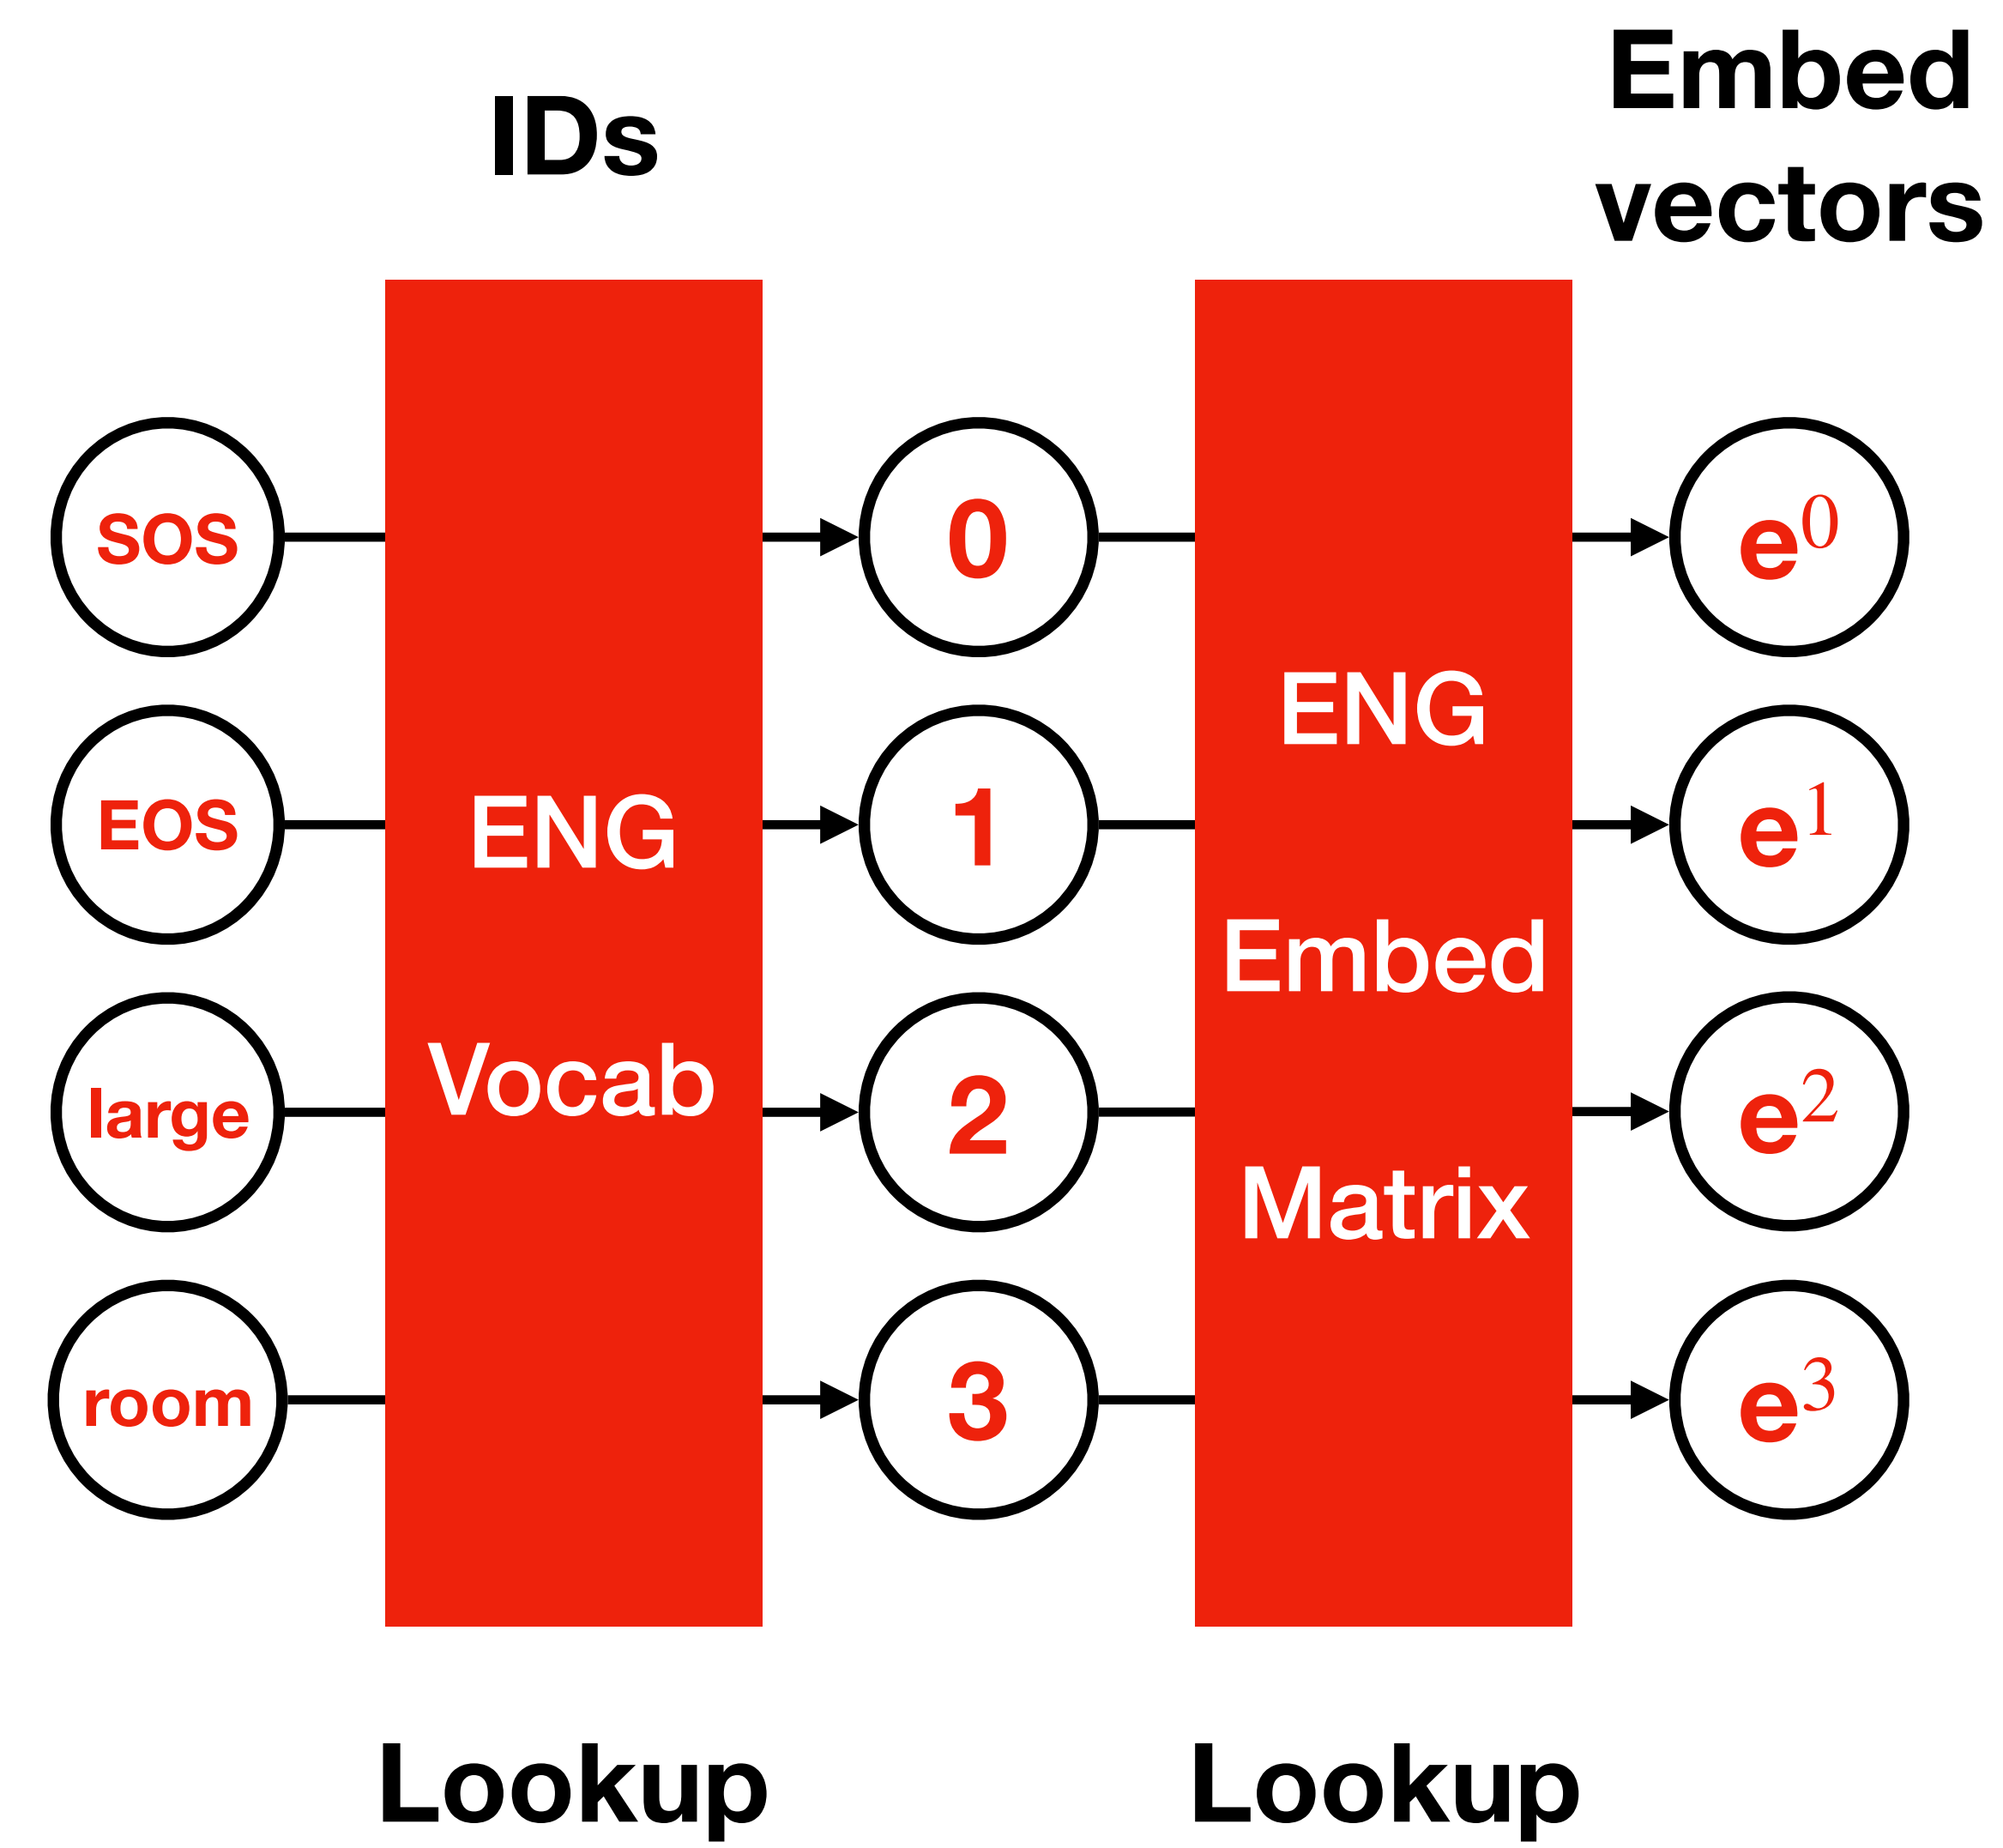 IDs
Embed
vectors
sos
0
e⁰
EOS
1
e¹
large
2
e²
room
3
e³
ENG
Vocab
ENG
Embed
Matrix
Lookup
Lookup